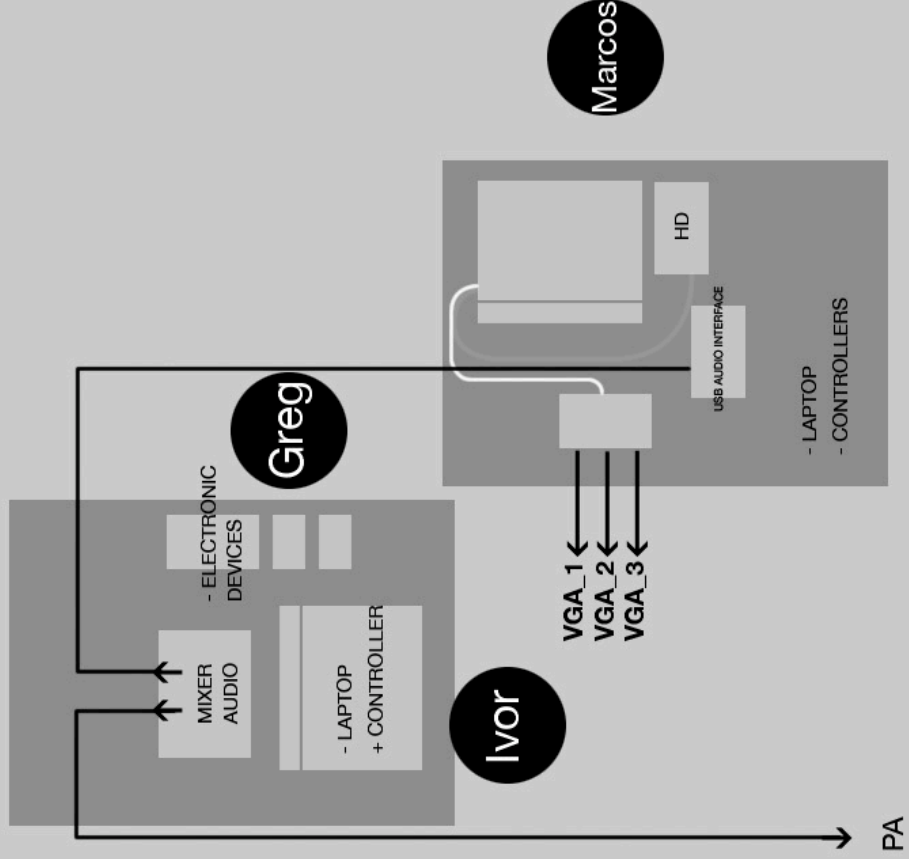 Marcos
HD
USB AUDIO INTERFACE
- LAPTOP
- CONTROLLERS
Greg
- ELECTRONIC
DEVICES
MIXER
AUDIO
- LAPTOP
+ CONTROLLER
Ivor
VGA_1
VGA_2
VGA_3
PA